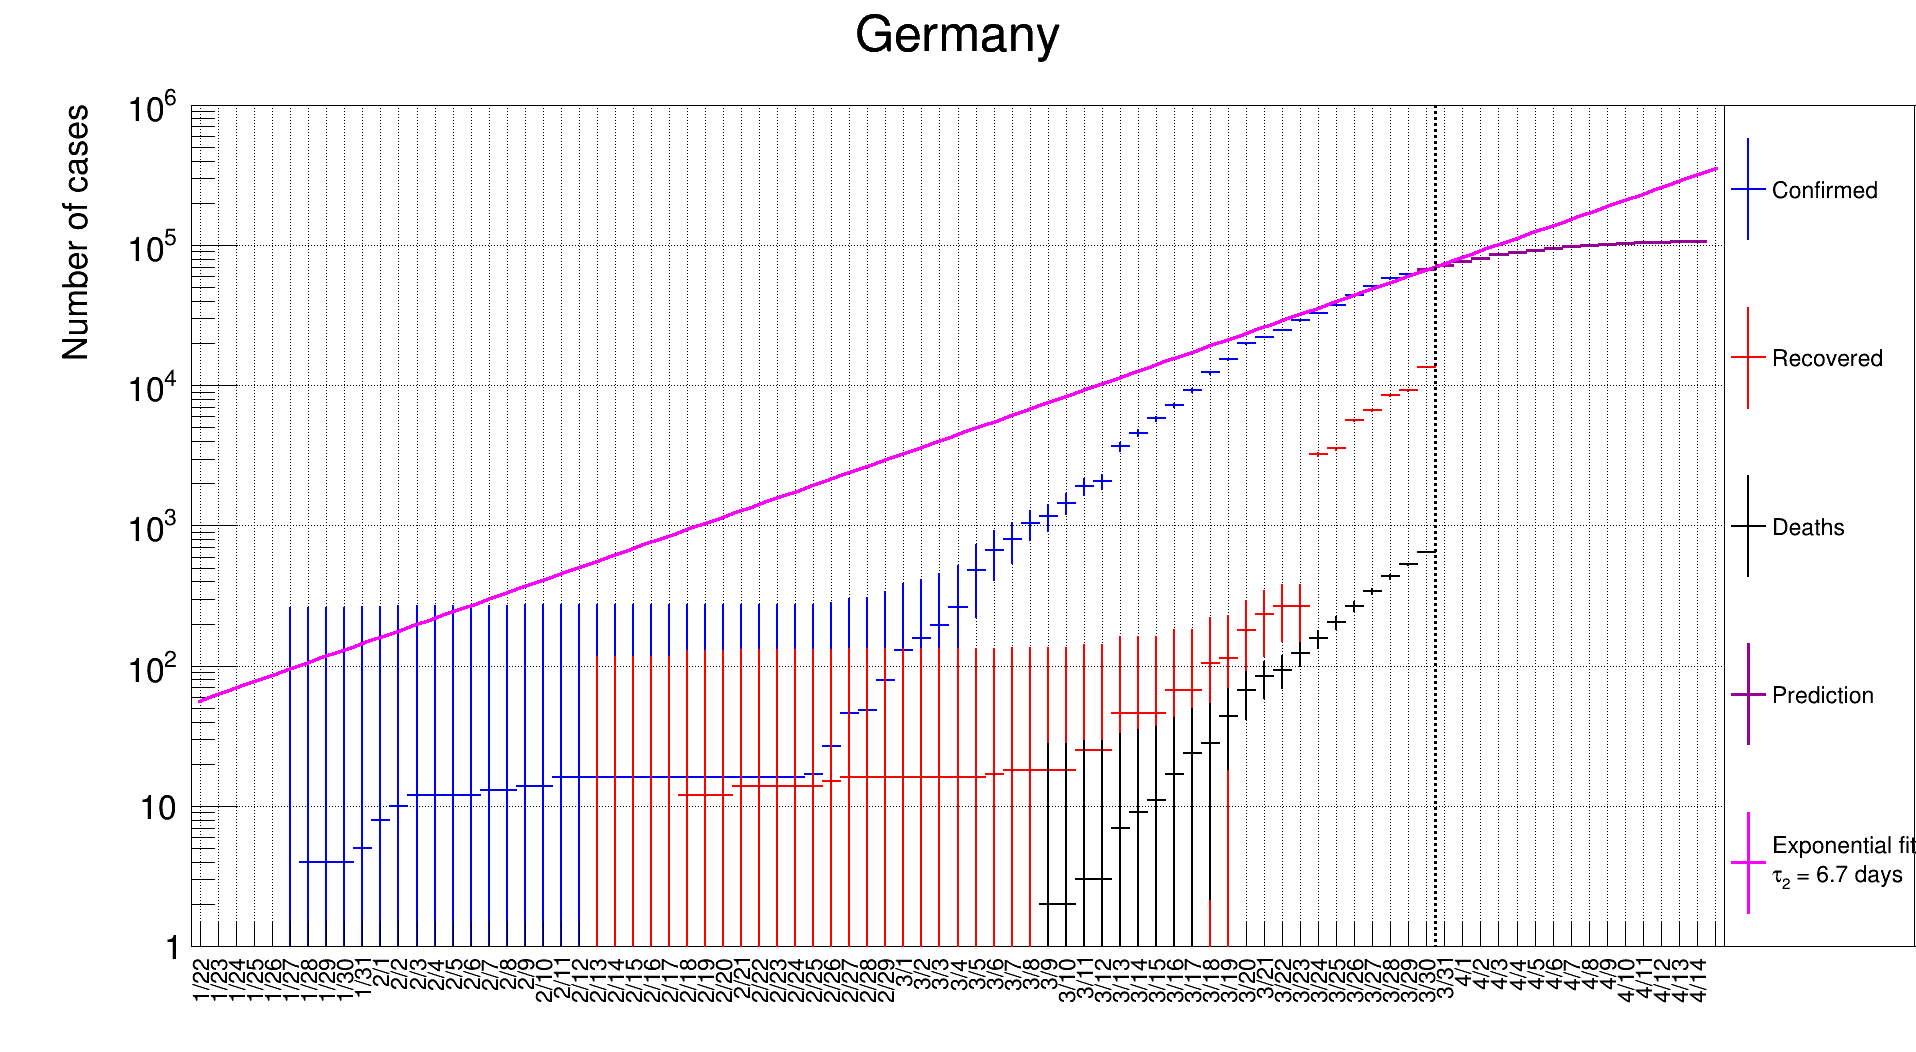 Germany
Number of cases
10^6
10^5
10^4
10^3
10^2
10
1
1/22 1/23 1/24 1/25 1/26 1/27 1/28 1/29 1/30 1/31 2/1 2/2 2/3 2/4 2/5 2/6 2/7 2/8 2/9 2/10 2/11 2/12 2/13 2/14 2/15 2/16 2/17 2/18 2/19 2/20 2/21 2/22 2/23 2/24 2/25 2/26 2/27 2/28 2/29 3/1 3/2 3/3 3/4 3/5 3/6 3/7 3/8 3/9 3/10 3/11 3/12 3/13 3/14 3/15 3/16 3/17 3/18 3/19 3/20 3/21 3/22 3/23 3/24 3/25 3/26 3/27 3/28 3/29 3/30 3/31 4/1 4/2 4/3 4/4 4/5 4/6 4/7 4/8 4/9 4/10 4/11 4/12 4/13 4/14
Confirmed
Recovered
Deaths
Prediction
Exponential fit
τ₂ = 6.7 days